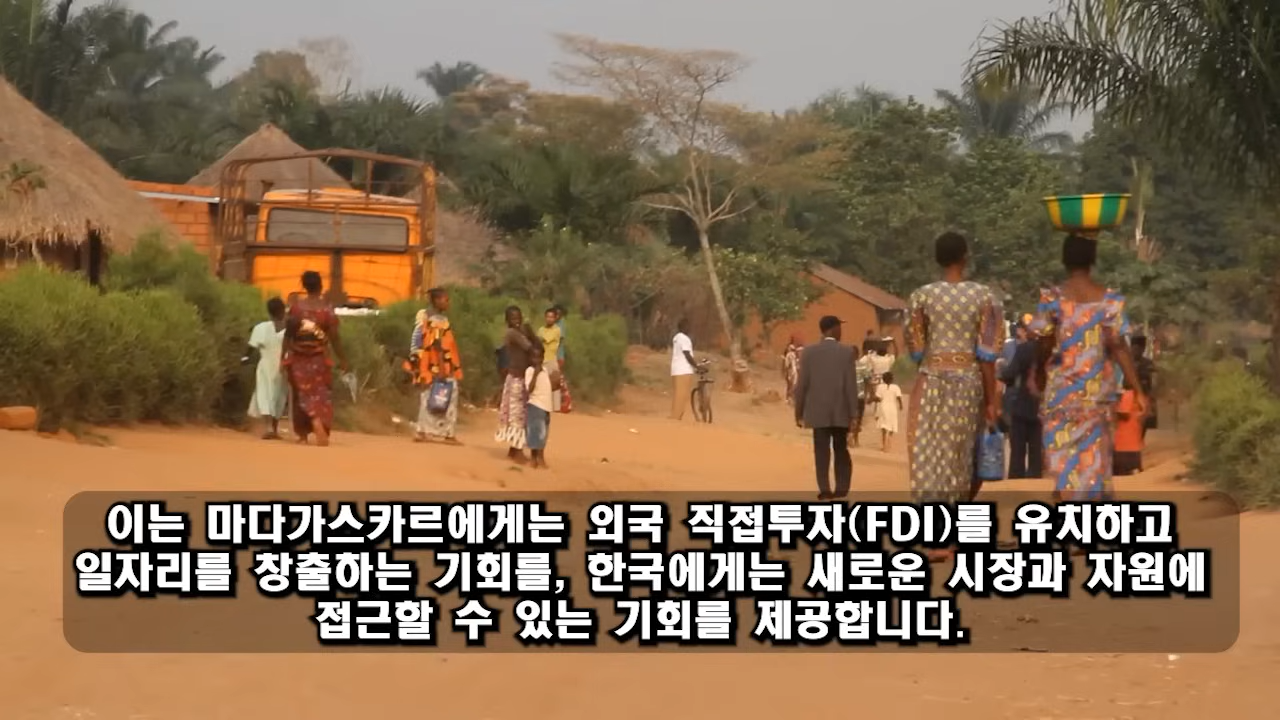 이는 마다가스카르에게는 외국 직접투자(FDI)를 유치하고
일자리를 창출하는 기회를, 한국에게는 새로운 시장과 자원에
접근할 수 있는 기회를 제공합니다.